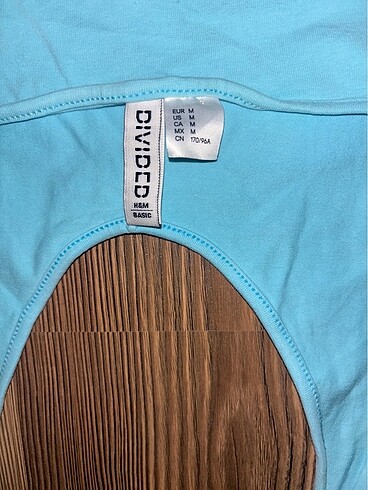 DIVIDED
H&M
BASIC
EUR M
US M
CA M
MX M
CN 170/96A